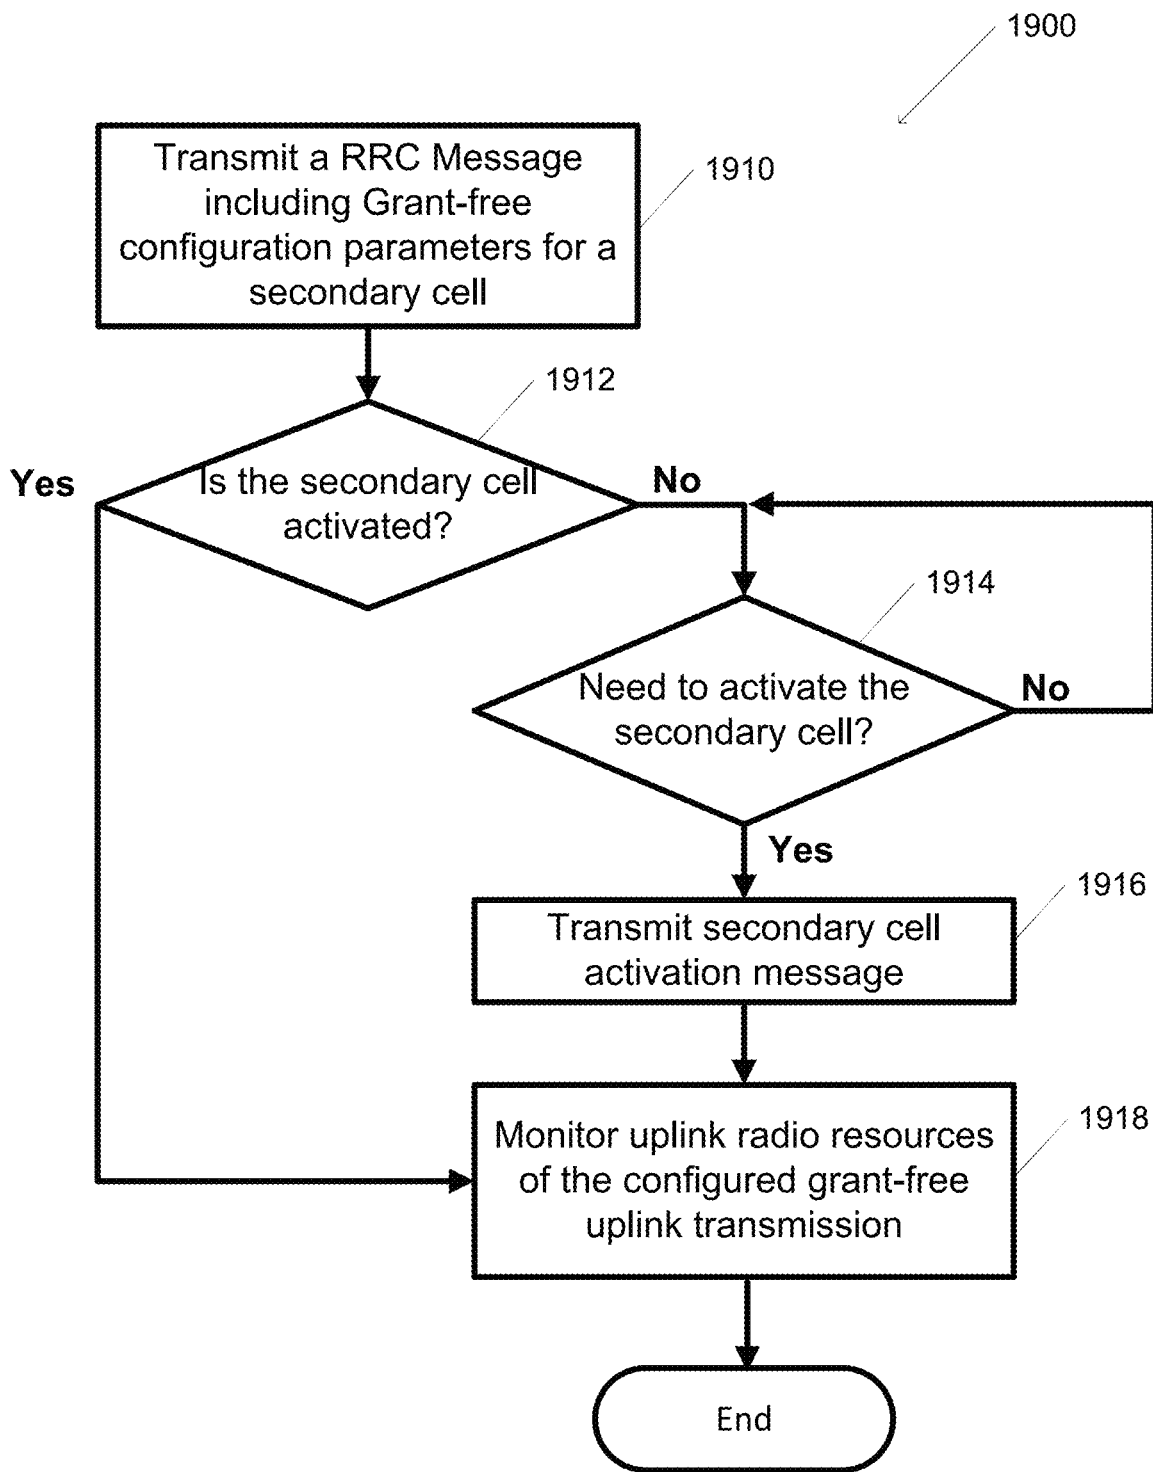 1900
Transmit a RRC Message
including Grant-free
configuration parameters for a
secondary cell
1910
1912
Yes
Is the secondary cell
activated?
No
1914
Need to activate the
secondary cell?
No
Yes
1916
Transmit secondary cell
activation message
1918
Monitor uplink radio resources
of the configured grant-free
uplink transmission
End